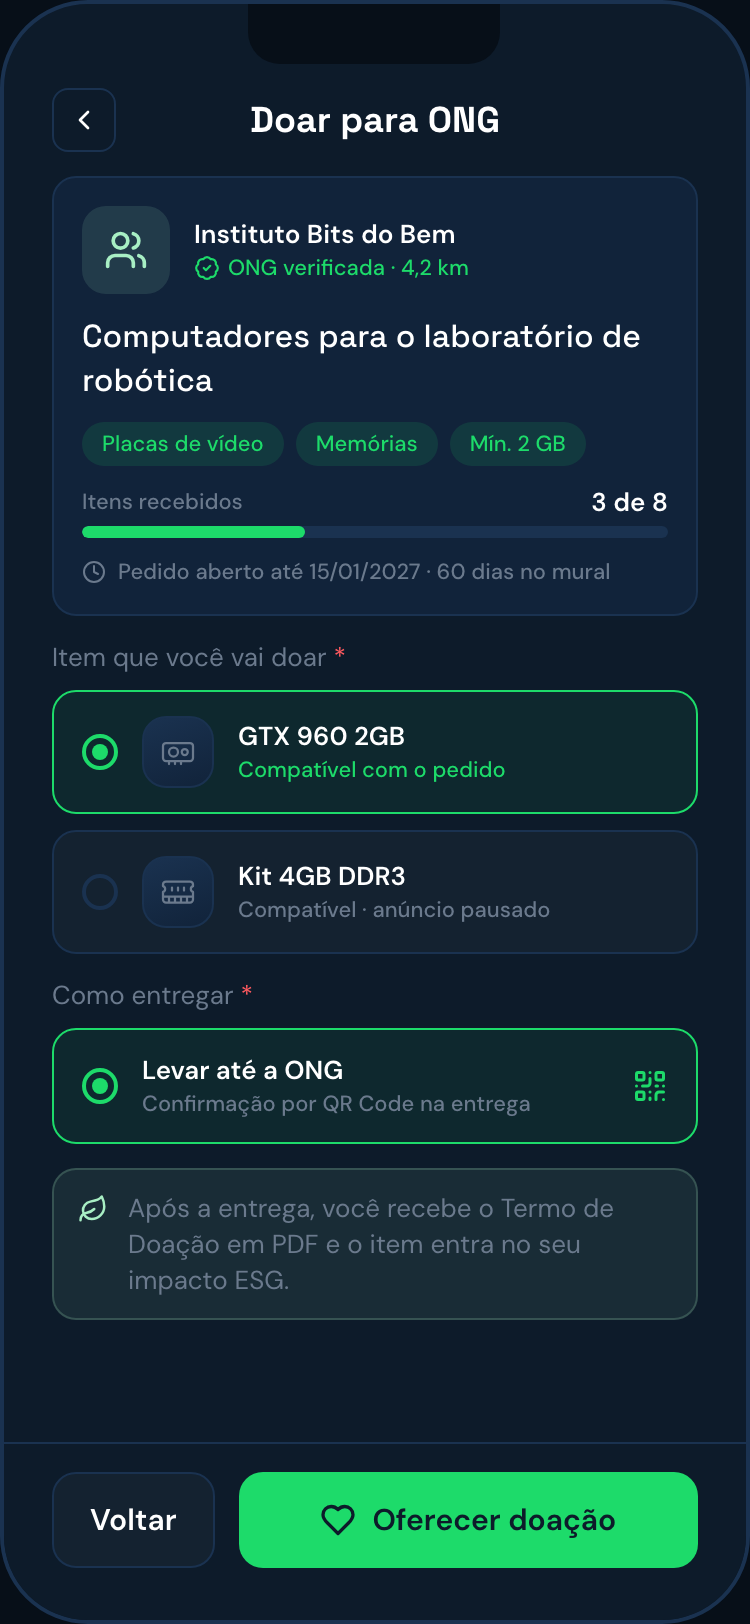 Doar para ONG
Instituto Bits do Bem
ONG verificada · 4,2 km
Computadores para o laboratório de
robótica
Placas de vídeo
Memórias
Mín. 2 GB
Itens recebidos
3 de 8
Pedido aberto até 15/01/2027 · 60 dias no mural
Item que você vai doar *
GTX 960 2GB
Compatível com o pedido
Kit 4GB DDR3
Compatível · anúncio pausado
Como entregar *
Levar até a ONG
Confirmação por QR Code na entrega
Após a entrega, você recebe o Termo de
Doação em PDF e o item entra no seu
impacto ESG.
Voltar
Oferecer doação